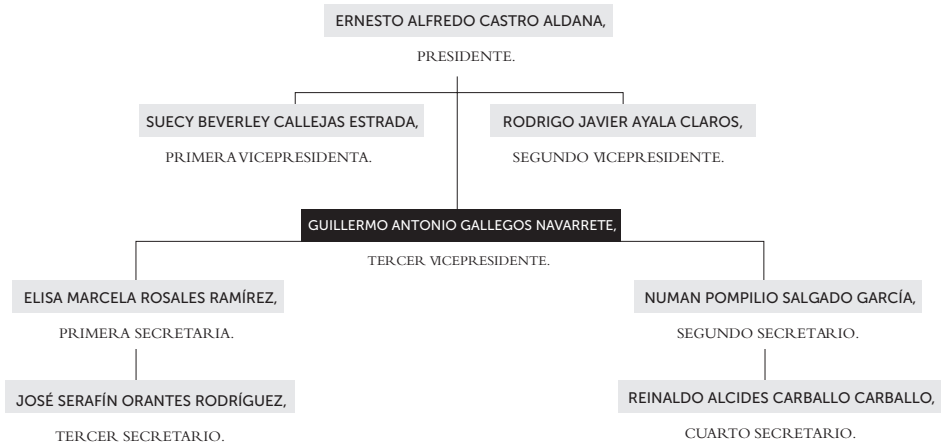 ERNESTO ALFREDO CASTRO ALDANA,
PRESIDENTE.
SUECY BEVERLEY CALLEJAS ESTRADA,
PRIMERA VICEPRESIDENTA.
RODRIGO JAVIER AYALA CLAROS,
SEGUNDO VICEPRESIDENTE.
GUILLERMO ANTONIO GALLEGOS NAVARRETE,
TERCER VICEPRESIDENTE.
ELISA MARCELA ROSALES RAMÍREZ,
PRIMERA SECRETARIA.
NUMAN POMPILIO SALGADO GARCÍA,
SEGUNDO SECRETARIO.
JOSÉ SERAFÍN ORANTES RODRÍGUEZ,
TERCER SECRETARIO.
REINALDO ALCIDES CARBALLO CARBALLO,
CUARTO SECRETARIO.